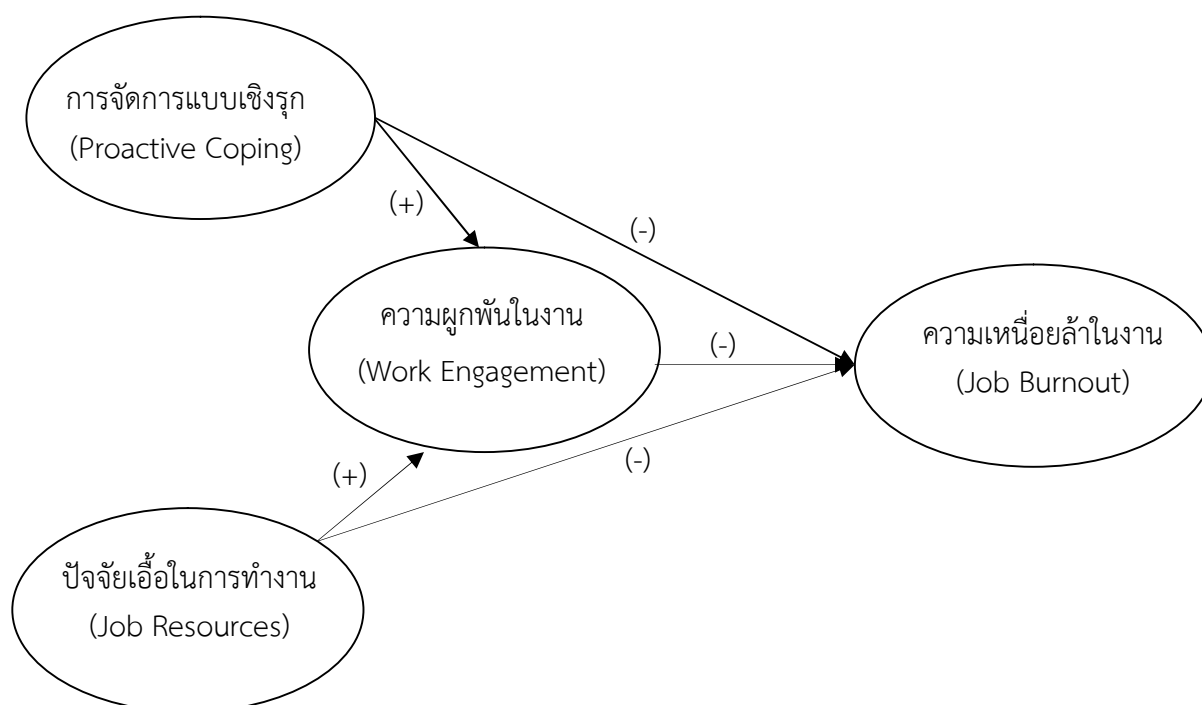 การจัดการแบบเชิงรุก
(Proactive Coping)
(+)
(-)
ความผูกพันในงาน
(Work Engagement)
(-)
ความเหนื่อยล้าในงาน
(Job Burnout)
(+)
(-)
ปัจจัยเอื้อในการทำงาน
(Job Resources)